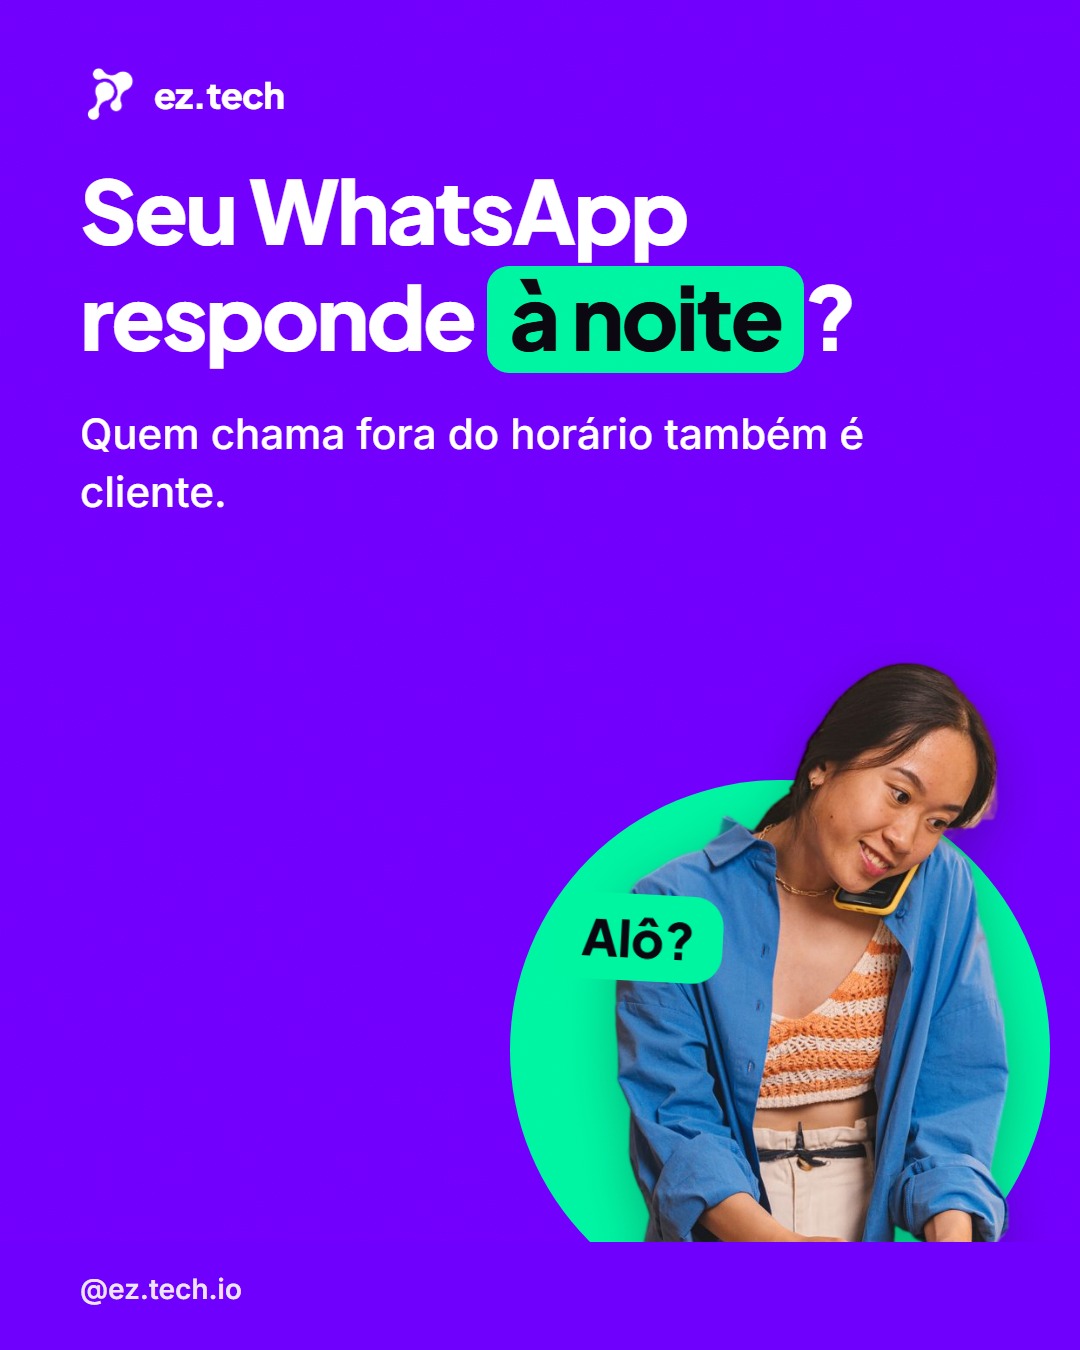 ez.tech
Seu WhatsApp
responde à noite ?
Quem chama fora do horário também é
cliente.
Alô?
@ez.tech.io